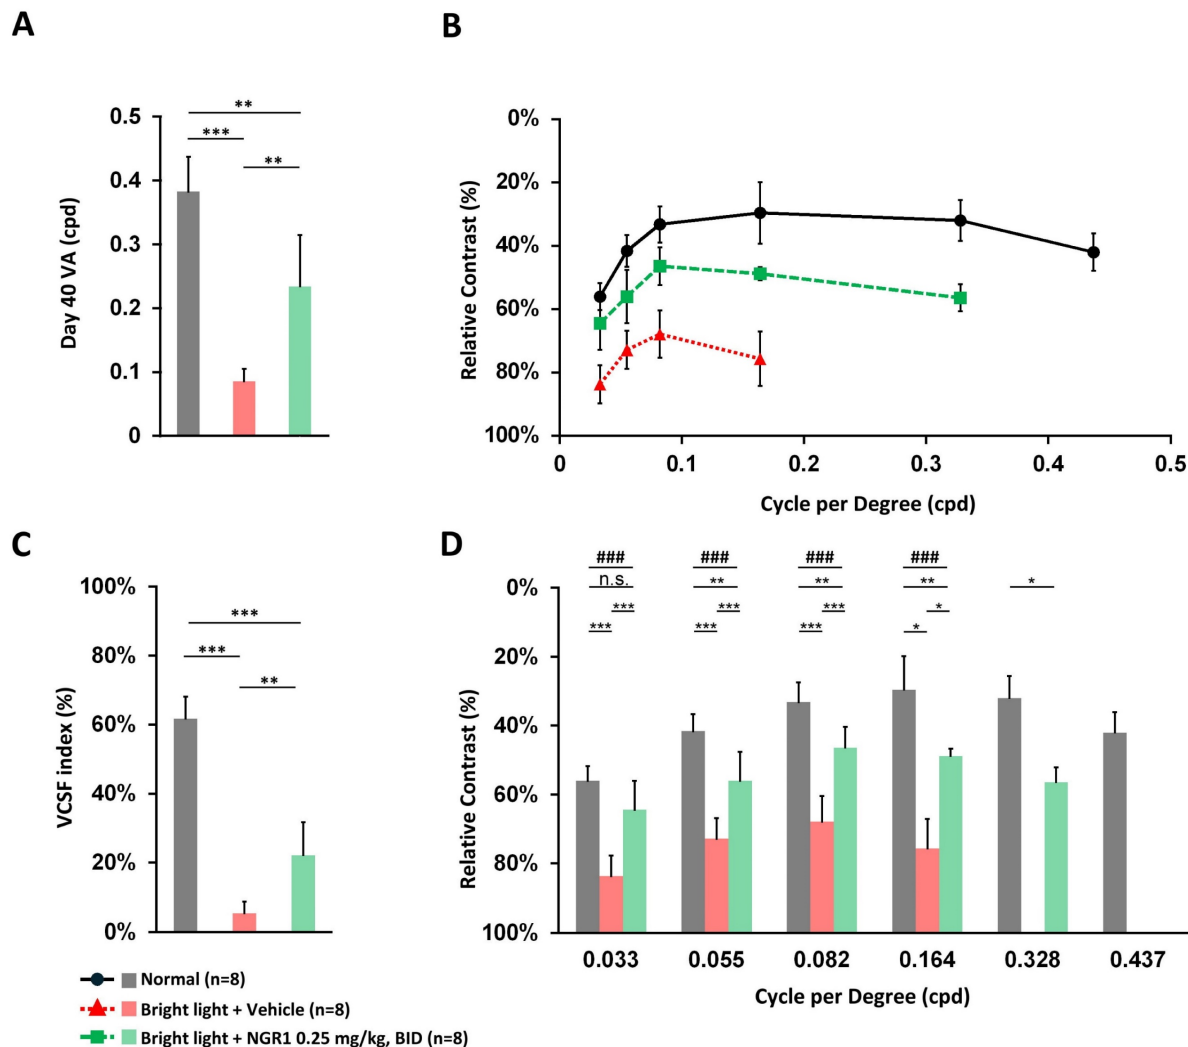 A
Day 40 VA (cpd)
0.5
0.4
0.3
0.2
0.1
0
**
***
**
B
Relative Contrast (%)
0%
20%
40%
60%
80%
100%
0 0.1 0.2 0.3 0.4 0.5
Cycle per Degree (cpd)
C
VCSF index (%)
100%
80%
60%
40%
20%
0%
***
***
**
Normal (n=8)
Bright light + Vehicle (n=8)
Bright light + NGR1 0.25 mg/kg, BID (n=8)
D
Relative Contrast (%)
0%
20%
40%
60%
80%
100%
### ### ### ###
n.s. ** ** ** *
*** *** *** *
*** *** *** *
0.033 0.055 0.082 0.164 0.328 0.437
Cycle per Degree (cpd)